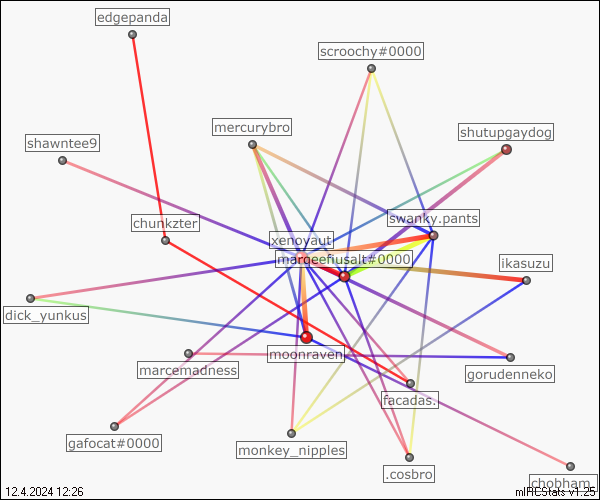 edgepanda
scroochy#0000
mercurybro
shutupgaydog
shawntee9
chunkzter
swanky.pants
xenoyaut
marqeefiusalt#0000
ikasuzu
dick_yunkus
moonraven
marcemadness
gorudenneko
facadas.
gafocat#0000
monkey_nipples
.cosbro
chobham_
12.4.2024 12:26
mIRCStats v1.25